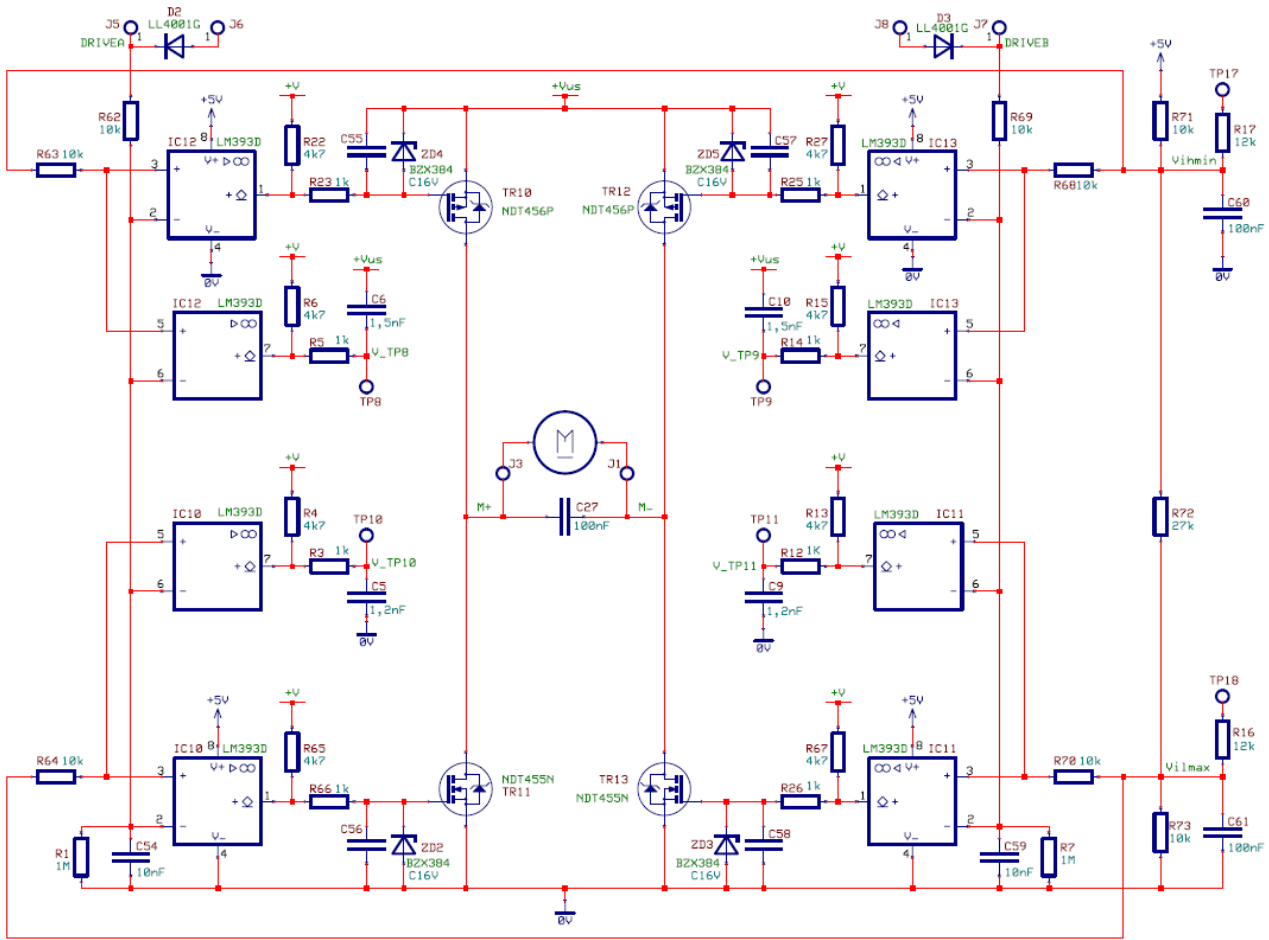 J5 1 D2 LL4001G 1 J6
DRIVEA
J8 1 D3 LL4001G 1 J7
DRIVEB
+5V
TP17
+V +Vus +V
R62 10k
+5V
R22 4k7
C55
ZD4 BZX384 C16V
ZD5 BZX384 C16V
C57
R27 4k7
+5V
R69 10k
R71 10k
R17 12k
R63 10k
IC12 8 LM393D
3 + V+ ▷∞
+ 1
2 - V_
4
0V
R23 1k
TR10
NDT456P
TR12
NDT456P
R25 1k
LM393D 8 IC13
∞◁ V+ + 3
1 +
- 2
V_
4
0V
R68 10k
Vihmin
C60
100nF
0V
+V +Vus
IC12 LM393D
5 + ▷∞
+ 7
6 -
R6 4k7
R5 1k
C6
1,5nF
V_TP8
TP8
+Vus +V
C10
1,5nF
R15 4k7
R14 1k
V_TP9
TP9
LM393D IC13
∞◁ + 5
7 +
- 6
M
J3 J1
M+ C27 M_
100nF
+V
IC10 LM393D
5 + ▷∞
+ 7
6 -
R4 4k7
R3 1k
TP10
V_TP10
C5
1,2nF
0V
+V
TP11
R13 4k7
R12 1K
V_TP11
C9
1,2nF
0V
LM393D IC11
∞◁ + 5
7 +
- 6
R72
27k
+5V +V
R64 10k
IC10 8 LM393D
3 + V+ ▷∞
+ 1
2 - V_
4
R65 4k7
R66 1k
C56
ZD2
BZX384
C16V
NDT455N
TR11
TR13
NDT455N
ZD3
BZX384
C16V
C58
R26 1k
+V
R67 4k7
+5V
LM393D 8 IC11
∞◁ V+ + 3
1 +
- 2
V_
4
R70 10k
Vilmax
TP18
R16
12k
R1
1M
C54
10nF
C59
10nF
R7
1M
R73
10k
C61
100nF
0V